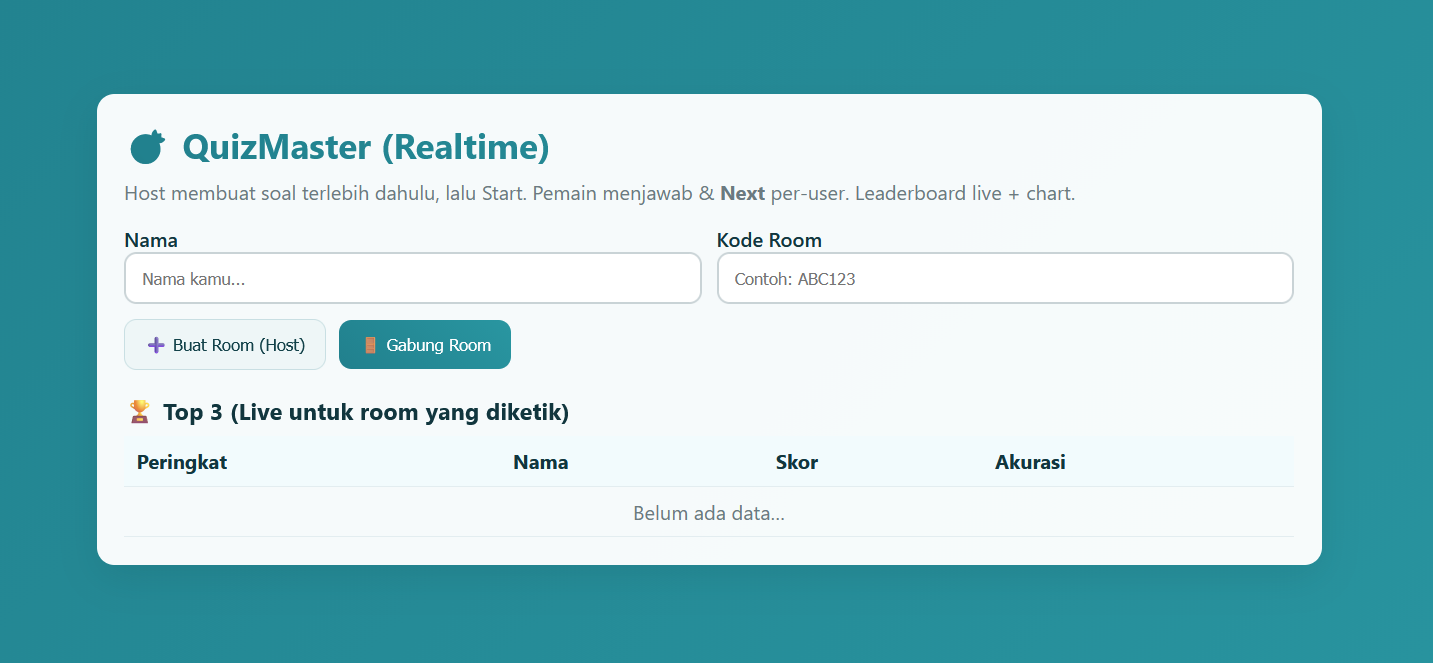 QuizMaster (Realtime)
Host membuat soal terlebih dahulu, lalu Start. Pemain menjawab & Next per-user. Leaderboard live + chart.
Nama Kode Room
Nama kamu... Contoh: ABC123
Buat Room (Host) Gabung Room
Top 3 (Live untuk room yang diketik)
Peringkat Nama Skor Akurasi
Belum ada data...